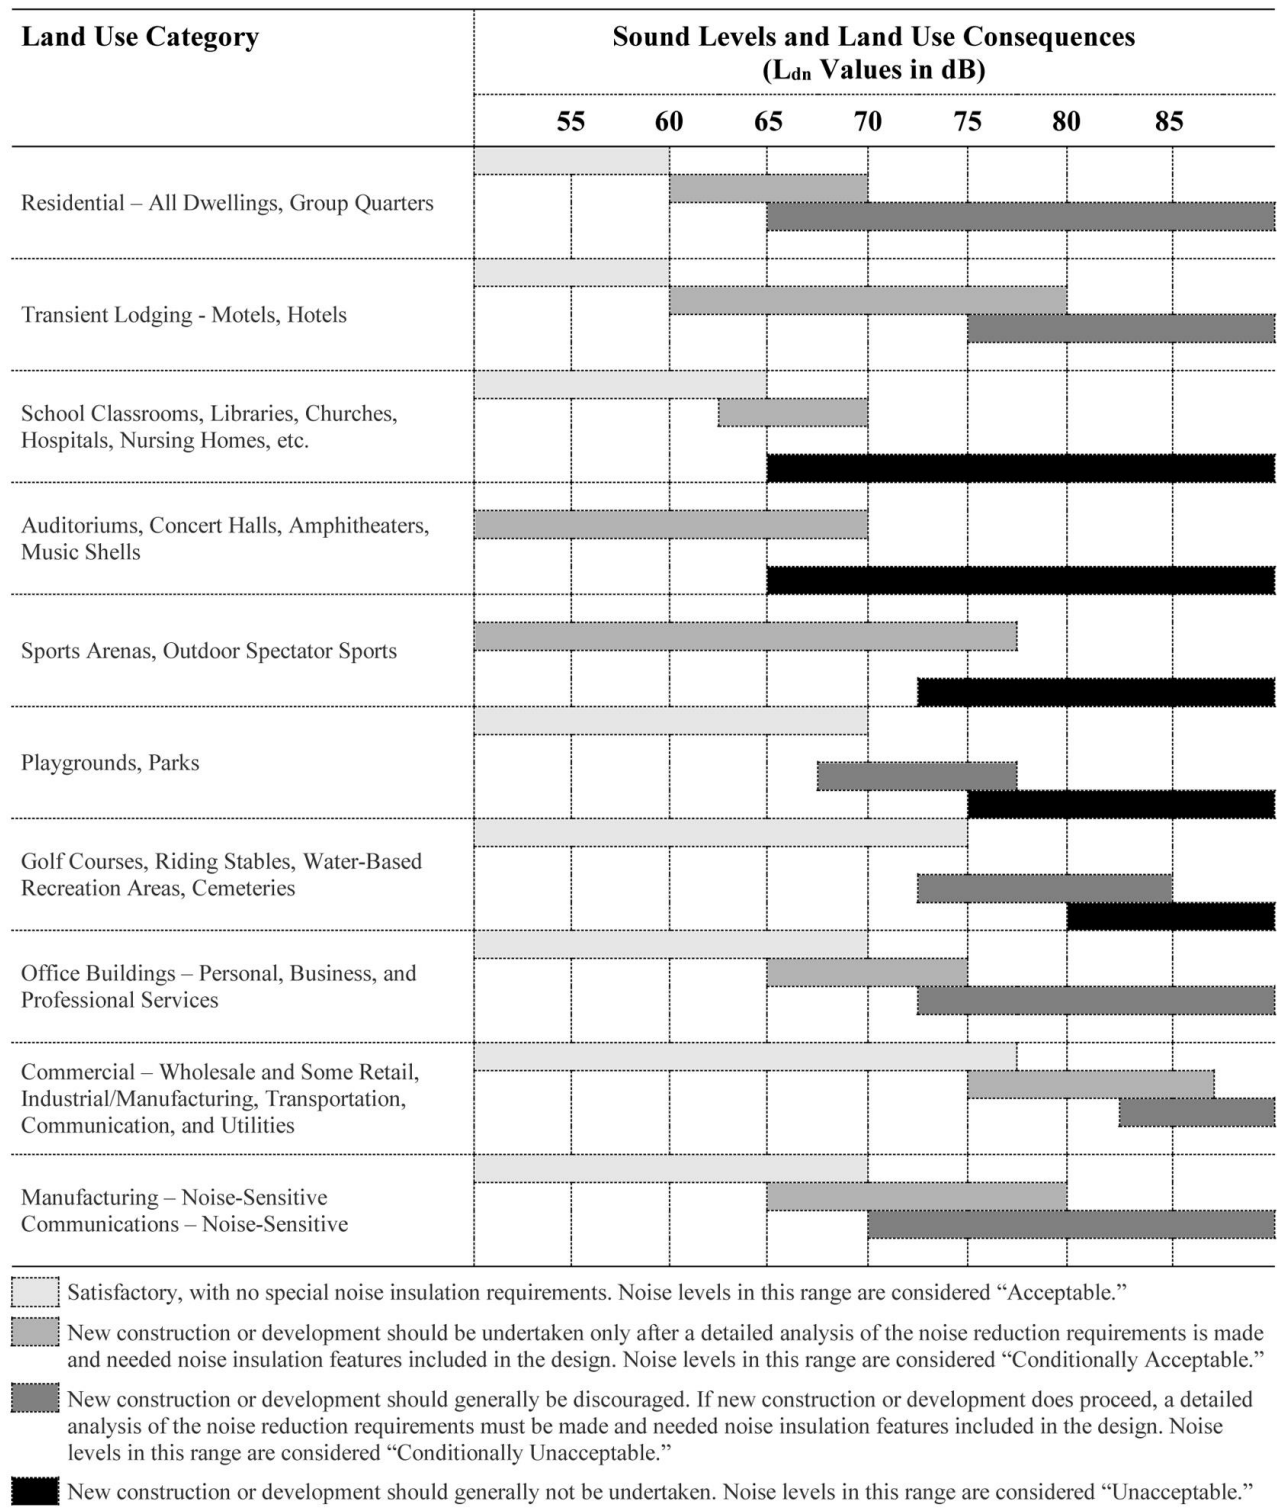 Land Use Category
Sound Levels and Land Use Consequences
(Ldn Values in dB)
55 60 65 70 75 80 85
Residential – All Dwellings, Group Quarters
Transient Lodging - Motels, Hotels
School Classrooms, Libraries, Churches,
Hospitals, Nursing Homes, etc.
Auditoriums, Concert Halls, Amphitheaters,
Music Shells
Sports Arenas, Outdoor Spectator Sports
Playgrounds, Parks
Golf Courses, Riding Stables, Water-Based
Recreation Areas, Cemeteries
Office Buildings – Personal, Business, and
Professional Services
Commercial – Wholesale and Some Retail,
Industrial/Manufacturing, Transportation,
Communication, and Utilities
Manufacturing – Noise-Sensitive
Communications – Noise-Sensitive
Satisfactory, with no special noise insulation requirements. Noise levels in this range are considered “Acceptable.”
New construction or development should be undertaken only after a detailed analysis of the noise reduction requirements is made
and needed noise insulation features included in the design. Noise levels in this range are considered “Conditionally Acceptable.”
New construction or development should generally be discouraged. If new construction or development does proceed, a detailed
analysis of the noise reduction requirements must be made and needed noise insulation features included in the design. Noise
levels in this range are considered “Conditionally Unacceptable.”
New construction or development should generally not be undertaken. Noise levels in this range are considered “Unacceptable.”